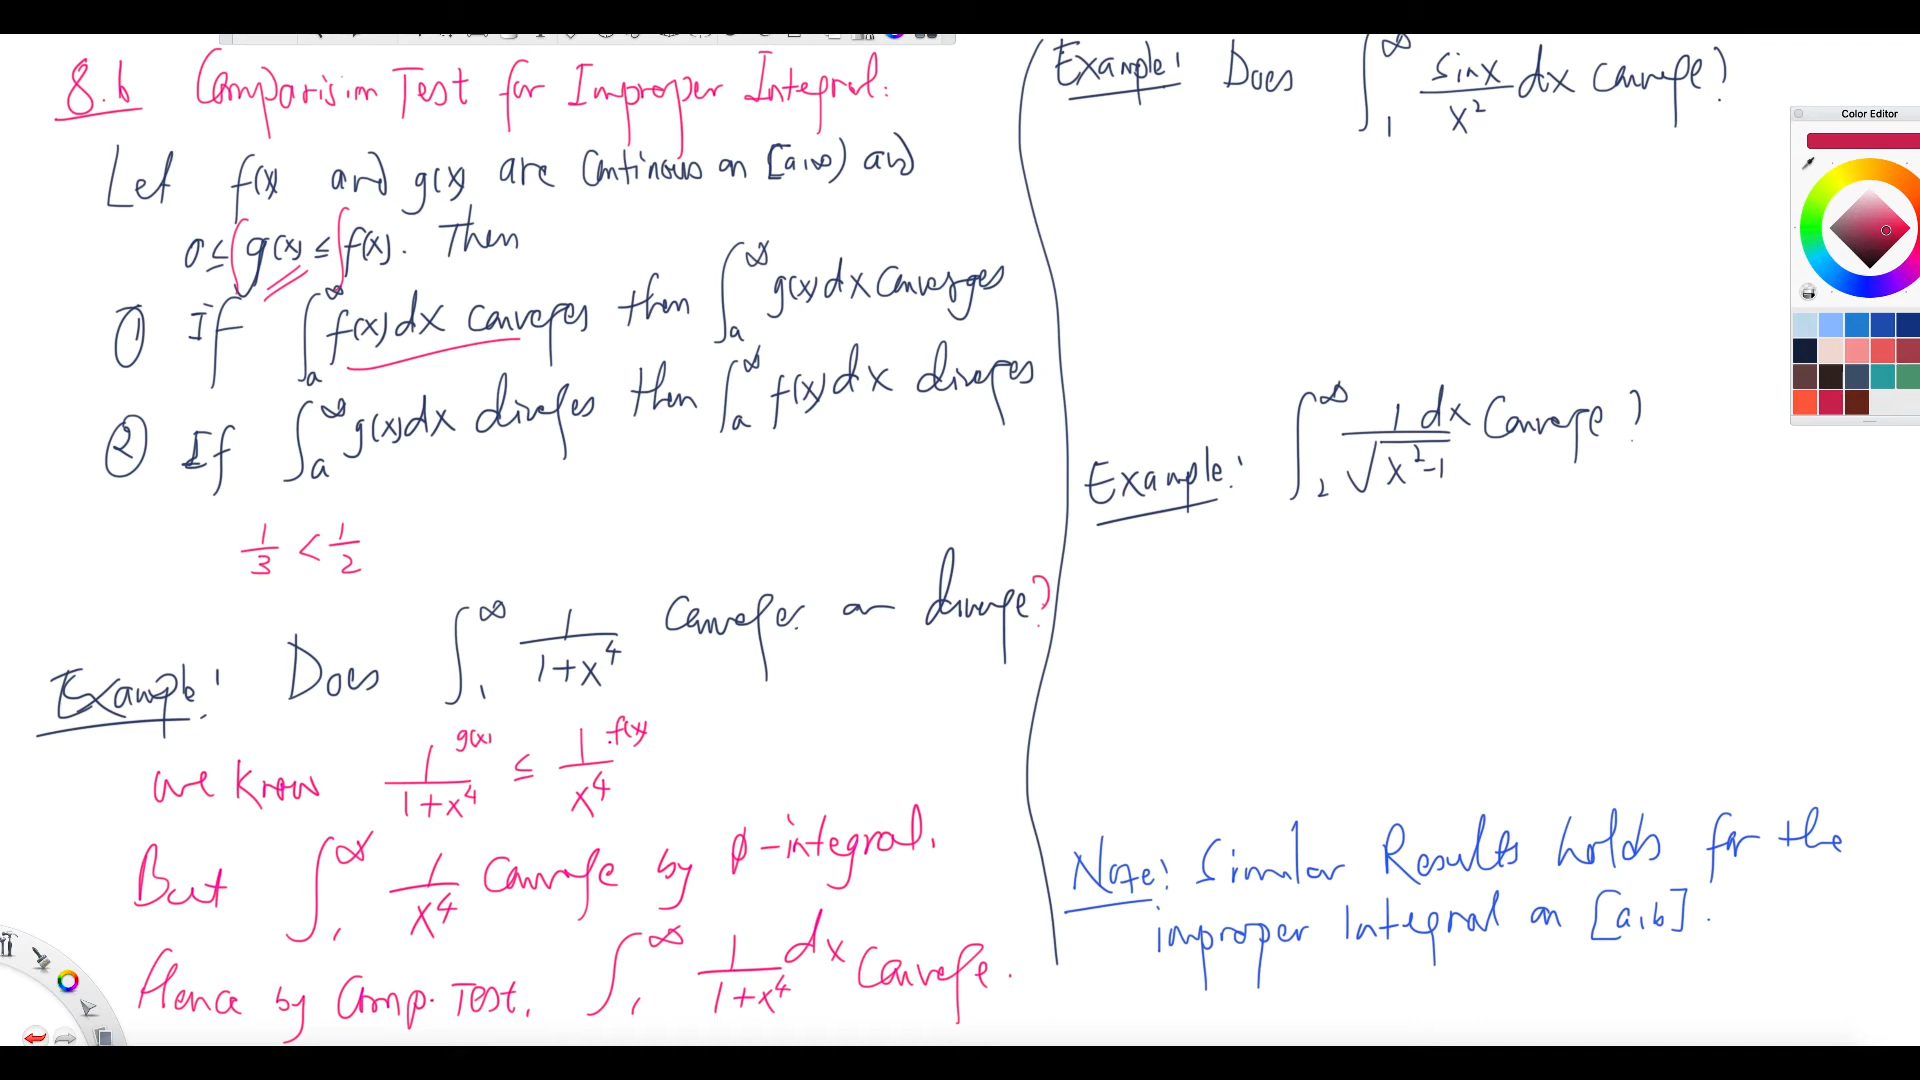 8.6 Comparisim Test for Improper Integral:
Let f(x) and g(x) are Continous on [a,∞) and
0 ≤ g(x) ≤ f(x). Then
① If ∫_a^∞ f(x)dx converges then ∫_a^∞ g(x)dx Converges
② If ∫_a^∞ g(x)dx diverges then ∫_a^∞ f(x)dx diverges
1/3 < 1/2
Example: Does ∫_1^∞ 1/(1+x^4) Converges or diverge?
we know 1/(1+x^4) g(x) ≤ 1/x^4 f(x)
But ∫_1^∞ 1/x^4 Converge by p-integral.
Hence by Comp. Test, ∫_1^∞ 1/(1+x^4) dx Converge.
Example: Does ∫_1^∞ sinx/x^2 dx converge?
Example: ∫_2^∞ 1/√(x^2-1) dx Converge?
Note: Similar Results holds for the
improper Integral on [a,b].
Color Editor